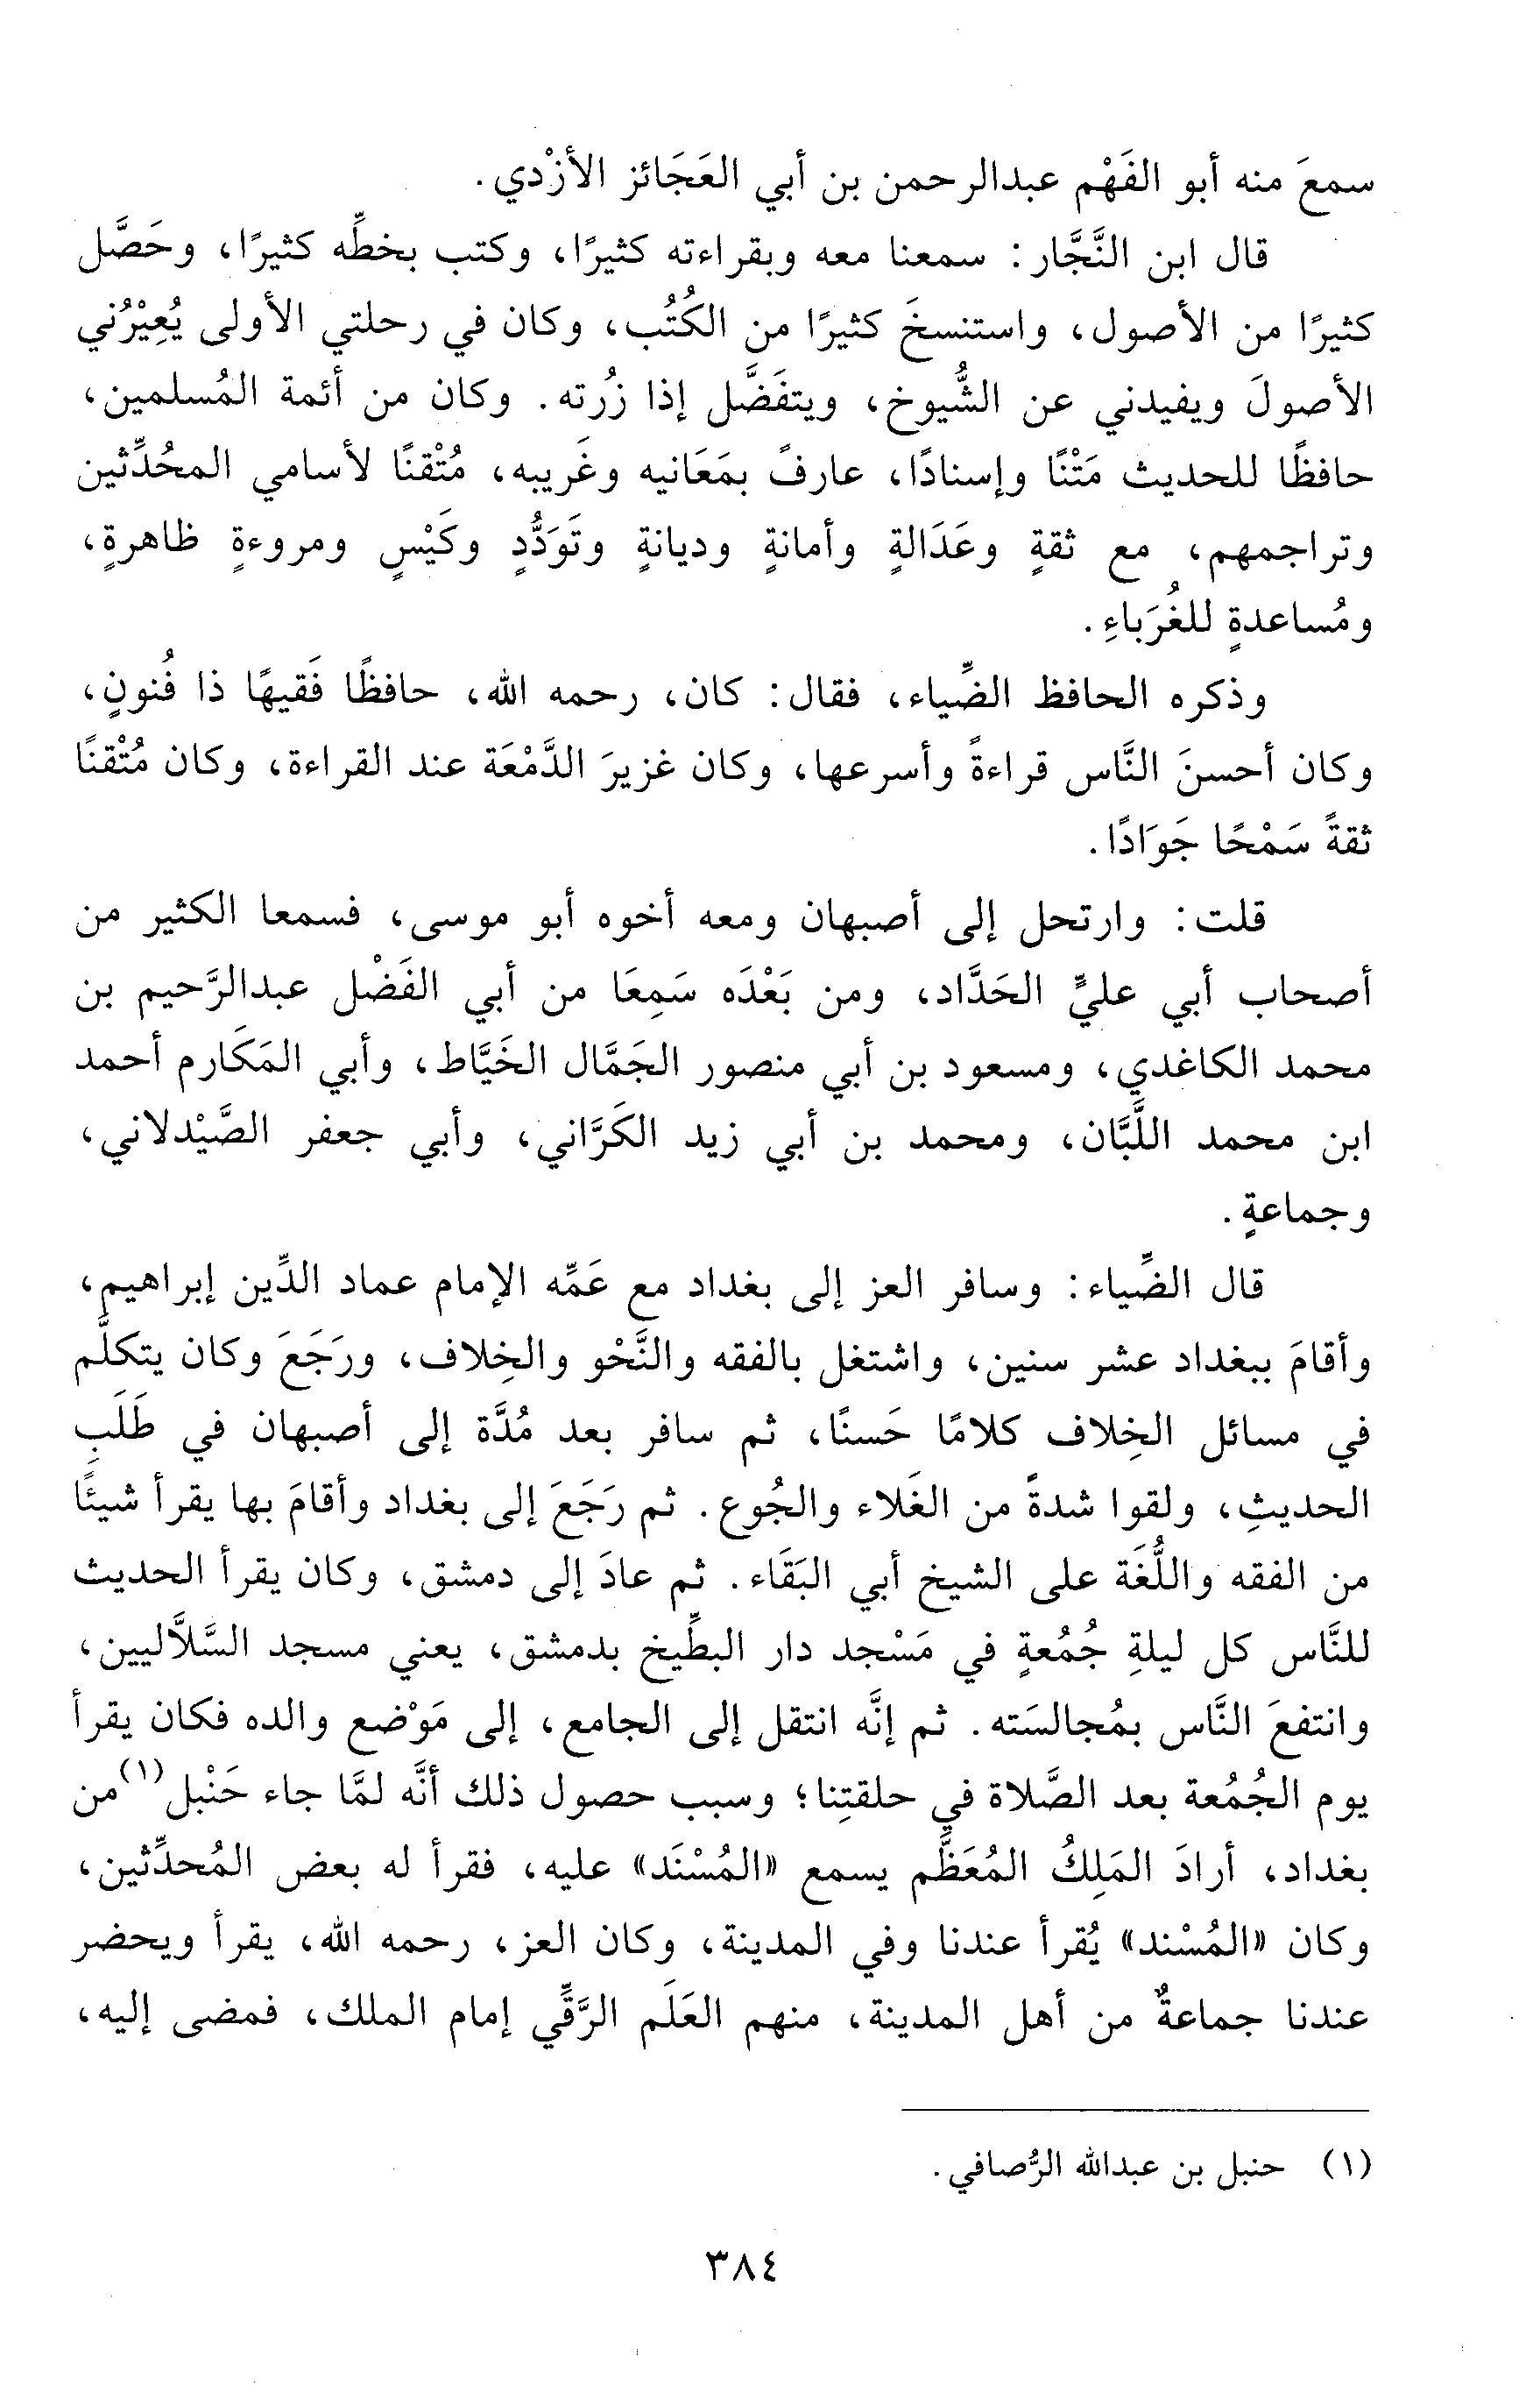 سمعَ منه أبو الفَهْم عبدالرحمن بن أبي العَجَائز الأزْدي.
قال ابن النَّجَّار: سمعنا معه وبقراءته كثيرًا، وكتب بخطِّه كثيرًا، وحَصَّل
كثيرًا من الأصول، واستنسخَ كثيرًا من الكُتُب، وكان في رحلتي الأولى يُعِيْرُني
الأصولَ ويفيدني عن الشُّيوخ، ويتفَضَّل إذا زُرته. وكان من أئمة المُسلمين،
حافظًا للحديث مَتْنًا وإسنادًا، عارفً بمَعَانيه وغَريبه، مُتْقنًا لأسامي المحُدِّثين
وتراجمهم، مع ثقةٍ وعَدَالةٍ وأمانةٍ وديانةٍ وتَوَدُّدٍ وكَيْسٍ ومروءةٍ ظاهرةٍ،
ومُساعدةٍ للغُرَباءِ.
وذكره الحافظ الضِّياء، فقال: كان، رحمه الله، حافظًا فَقيهًا ذا فُنونٍ،
وكان أحسنَ النَّاس قراءةً وأسرعها، وكان غزيرَ الدَّمْعَة عند القراءة، وكان مُتْقنًا
ثقةً سَمْحًا جَوَادًا.
قلت: وارتحل إلى أصبهان ومعه أخوه أبو موسى، فسمعا الكثير من
أصحاب أبي عليٍّ الحَدَّاد، ومن بَعْدَه سَمِعَا من أبي الفَضْل عبدالرَّحيم بن
محمد الكاغدي، ومسعود بن أبي منصور الجَمَّال الخَيَّاط، وأبي المَكَارم أحمد
ابن محمد اللَّبَّان، ومحمد بن أبي زيد الكَرَّاني، وأبي جعفر الصَّيْدلاني،
وجماعةٍ.
قال الضِّياء: وسافر العز إلى بغداد مع عَمِّه الإمام عماد الدِّين إبراهيم،
وأقامَ ببغداد عشر سنين، واشتغل بالفقه والنَّحْو والخِلاف، ورَجَعَ وكان يتكلَّم
في مسائل الخِلاف كلامًا حَسنًا، ثم سافر بعد مُدَّة إلى أصبهان في طَلَبِ
الحديثِ، ولقوا شدةً من الغَلاء والجُوع. ثم رَجَعَ إلى بغداد وأقامَ بها يقرأ شيئًا
من الفقه واللُّغَة على الشيخ أبي البَقَاء. ثم عادَ إلى دمشق، وكان يقرأ الحديث
للنَّاس كل ليلةِ جُمُعةٍ في مَسْجد دار البطِّيخ بدمشق، يعني مسجد السَّلاَّليين،
وانتفعَ النَّاس بمُجالسَته. ثم إنَّه انتقل إلى الجامع، إلى مَوْضع والده فكان يقرأ
يوم الجُمُعة بعد الصَّلاة في حلقتِنا؛ وسبب حصول ذلك أنَّه لمَّا جاء حَنْبل(١) من
بغداد، أرادَ المَلِكُ المُعَظَّم يسمع «المُسْنَد» عليه، فقرأ له بعض المُحدِّثين،
وكان «المُسْند» يُقرأ عندنا وفي المدينة، وكان العز، رحمه الله، يقرأ ويحضر
عندنا جماعةٌ من أهل المدينة، منهم العَلَم الرَّقِّي إمام الملك، فمضى إليه،
(١) حنبل بن عبدالله الرُّصافي.
٣٨٤